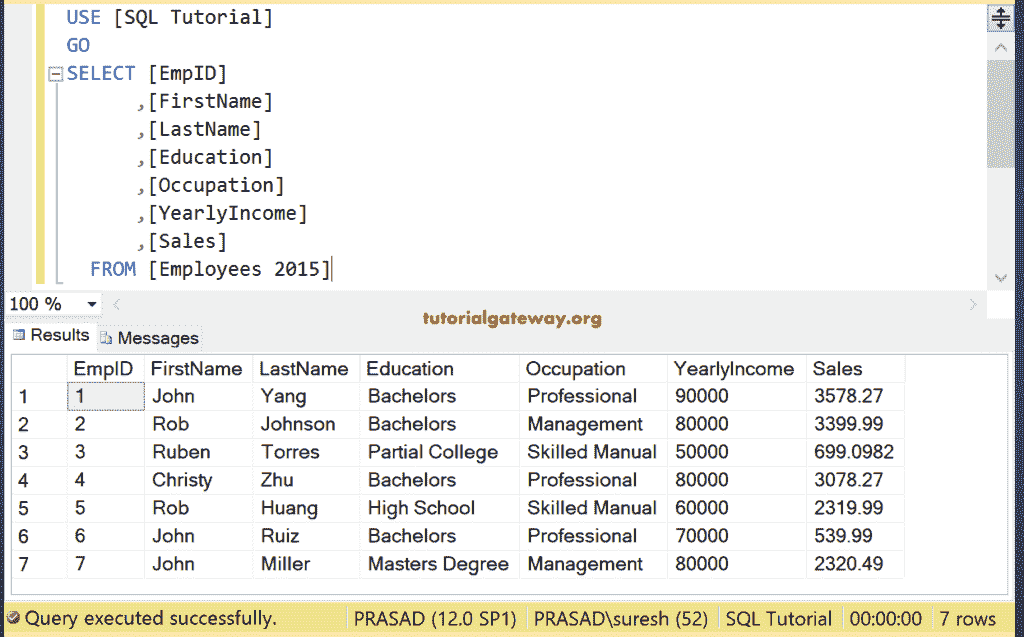 USE [SQL Tutorial]
GO
SELECT [EmpID]
,[FirstName]
,[LastName]
,[Education]
,[Occupation]
,[YearlyIncome]
,[Sales]
FROM [Employees 2015]
100 %
tutorialgateway.org
Results Messages
EmpID FirstName LastName Education Occupation YearlyIncome Sales
1 1 John Yang Bachelors Professional 90000 3578.27
2 2 Rob Johnson Bachelors Management 80000 3399.99
3 3 Ruben Torres Partial College Skilled Manual 50000 699.0982
4 4 Christy Zhu Bachelors Professional 80000 3078.27
5 5 Rob Huang High School Skilled Manual 60000 2319.99
6 6 John Ruiz Bachelors Professional 70000 539.99
7 7 John Miller Masters Degree Management 80000 2320.49
Query executed successfully. PRASAD (12.0 SP1) PRASAD\suresh (52) SQL Tutorial 00:00:00 7 rows